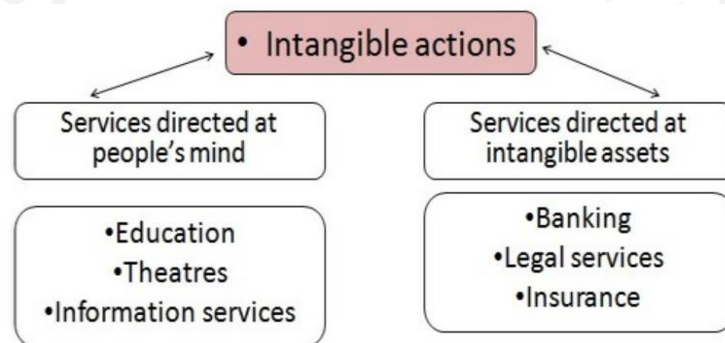 • Intangible actions
Services directed at
people's mind
Services directed at
intangible assets
•Education
•Theatres
•Information services
•Banking
•Legal services
•Insurance